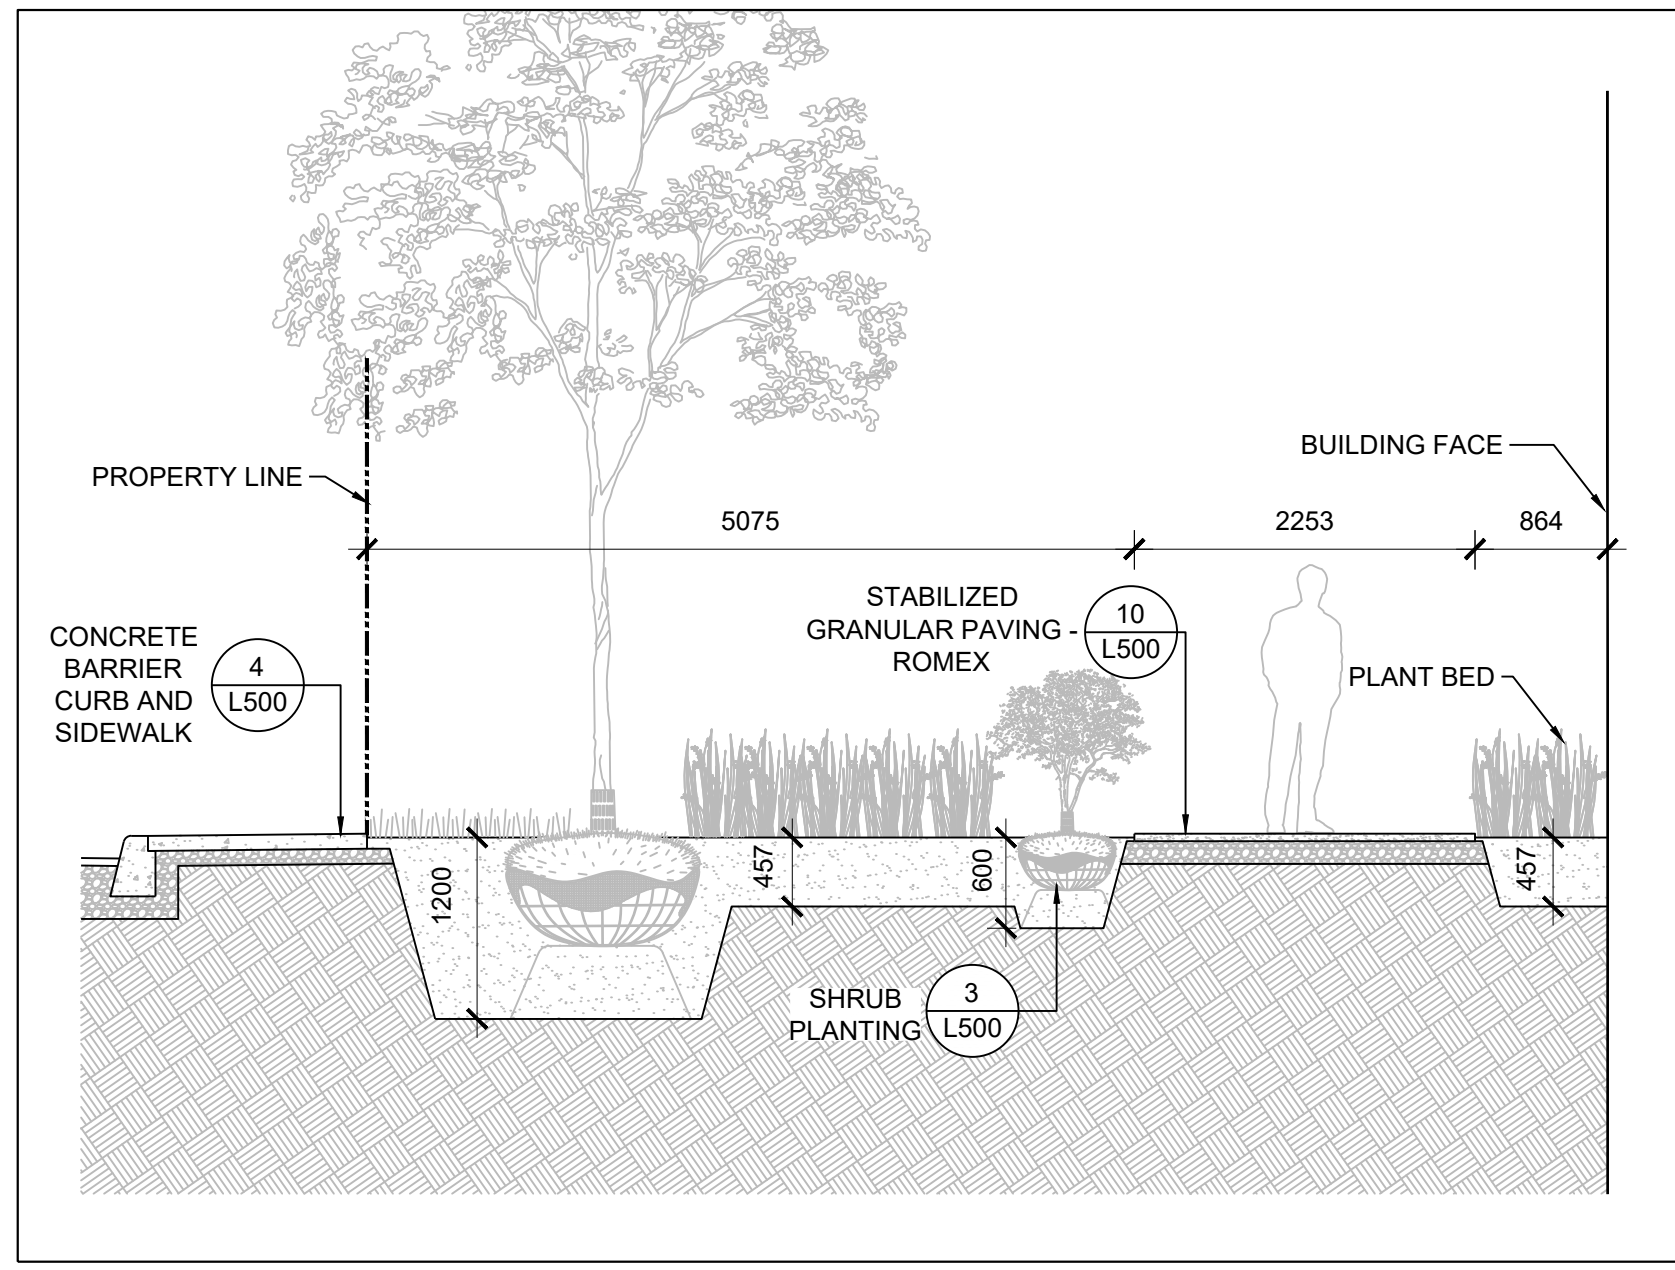 BUILDING FACE
PROPERTY LINE
5075
2253
864
STABILIZED
GRANULAR PAVING -
ROMEX
10
L500
CONCRETE
BARRIER
CURB AND
SIDEWALK
4
L500
PLANT BED
1200
457
600
457
SHRUB
PLANTING
3
L500